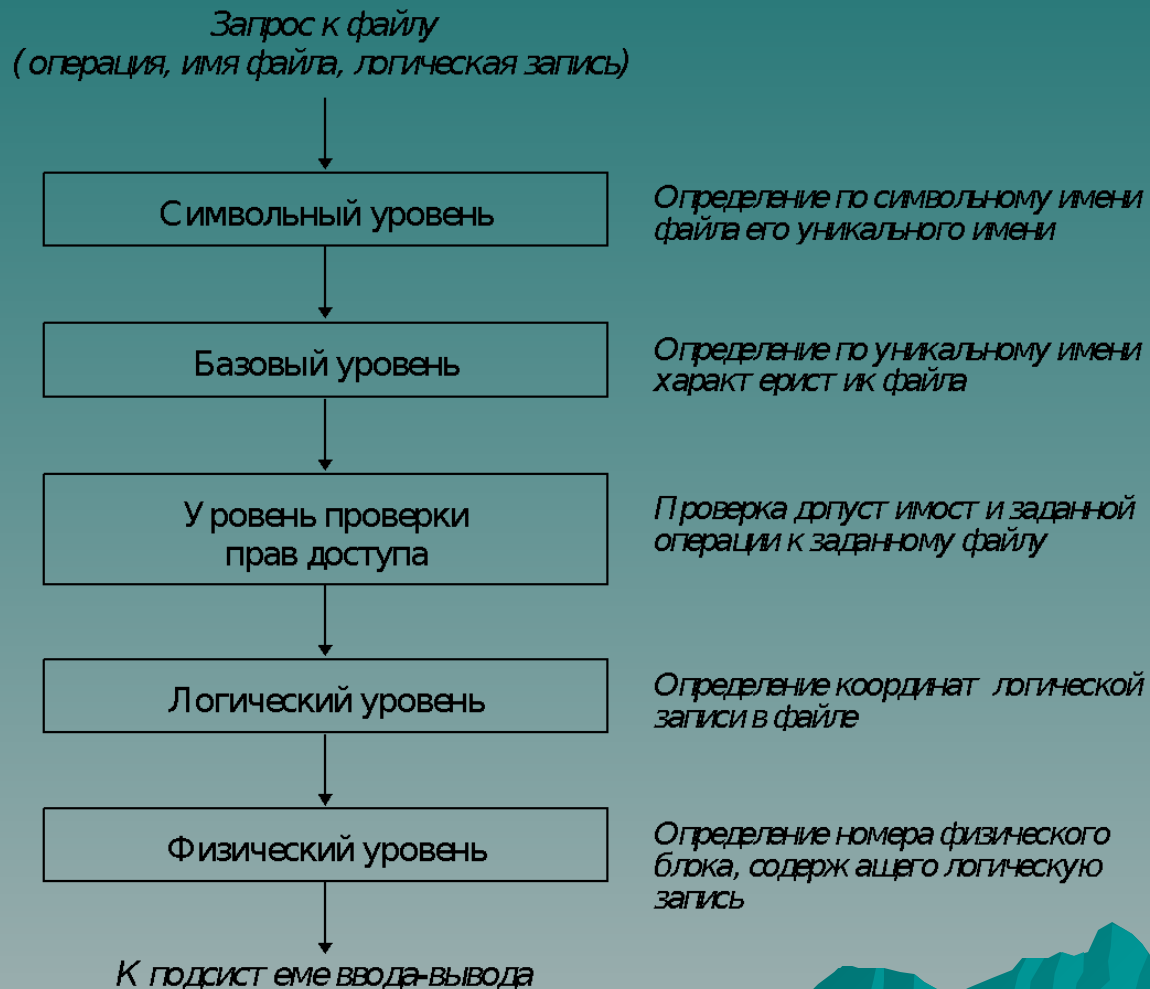 Запрос к файлу
(операция, имя файла, логическая запись)
Символьный уровень
Определение по символьному имени
файла его уникального имени
Базовый уровень
Определение по уникальному имени
характеристик файла
Уровень проверки
прав доступа
Проверка допустимости заданной
операции к заданному файлу
Логический уровень
Определение координат логической
записи в файле
Физический уровень
Определение номера физического
блока, содержащего логическую
запись
К подсистеме ввода-вывода